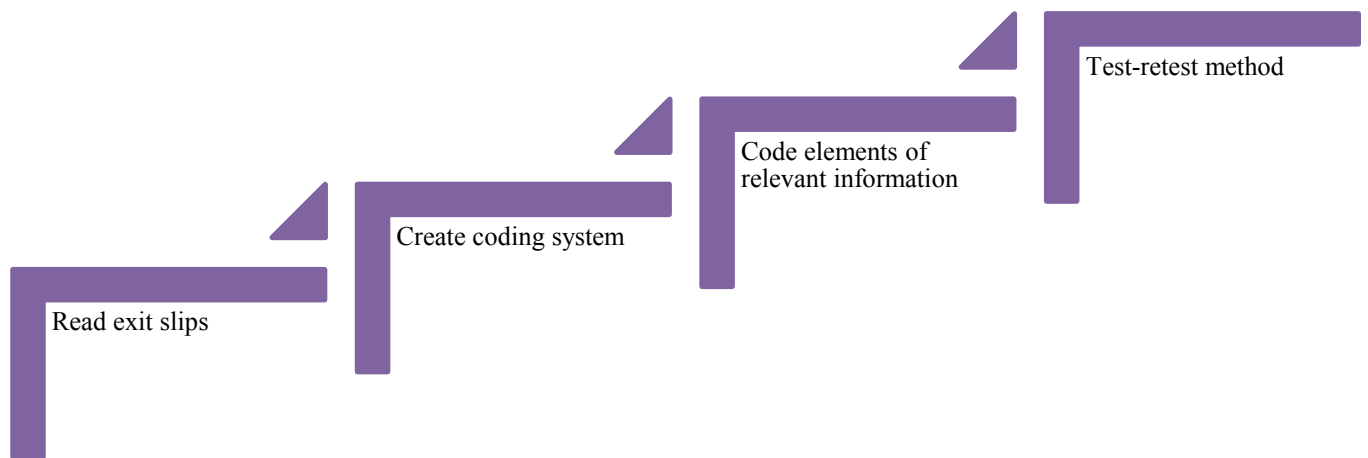 Read exit slips
Create coding system
Code elements of
relevant information
Test-retest method